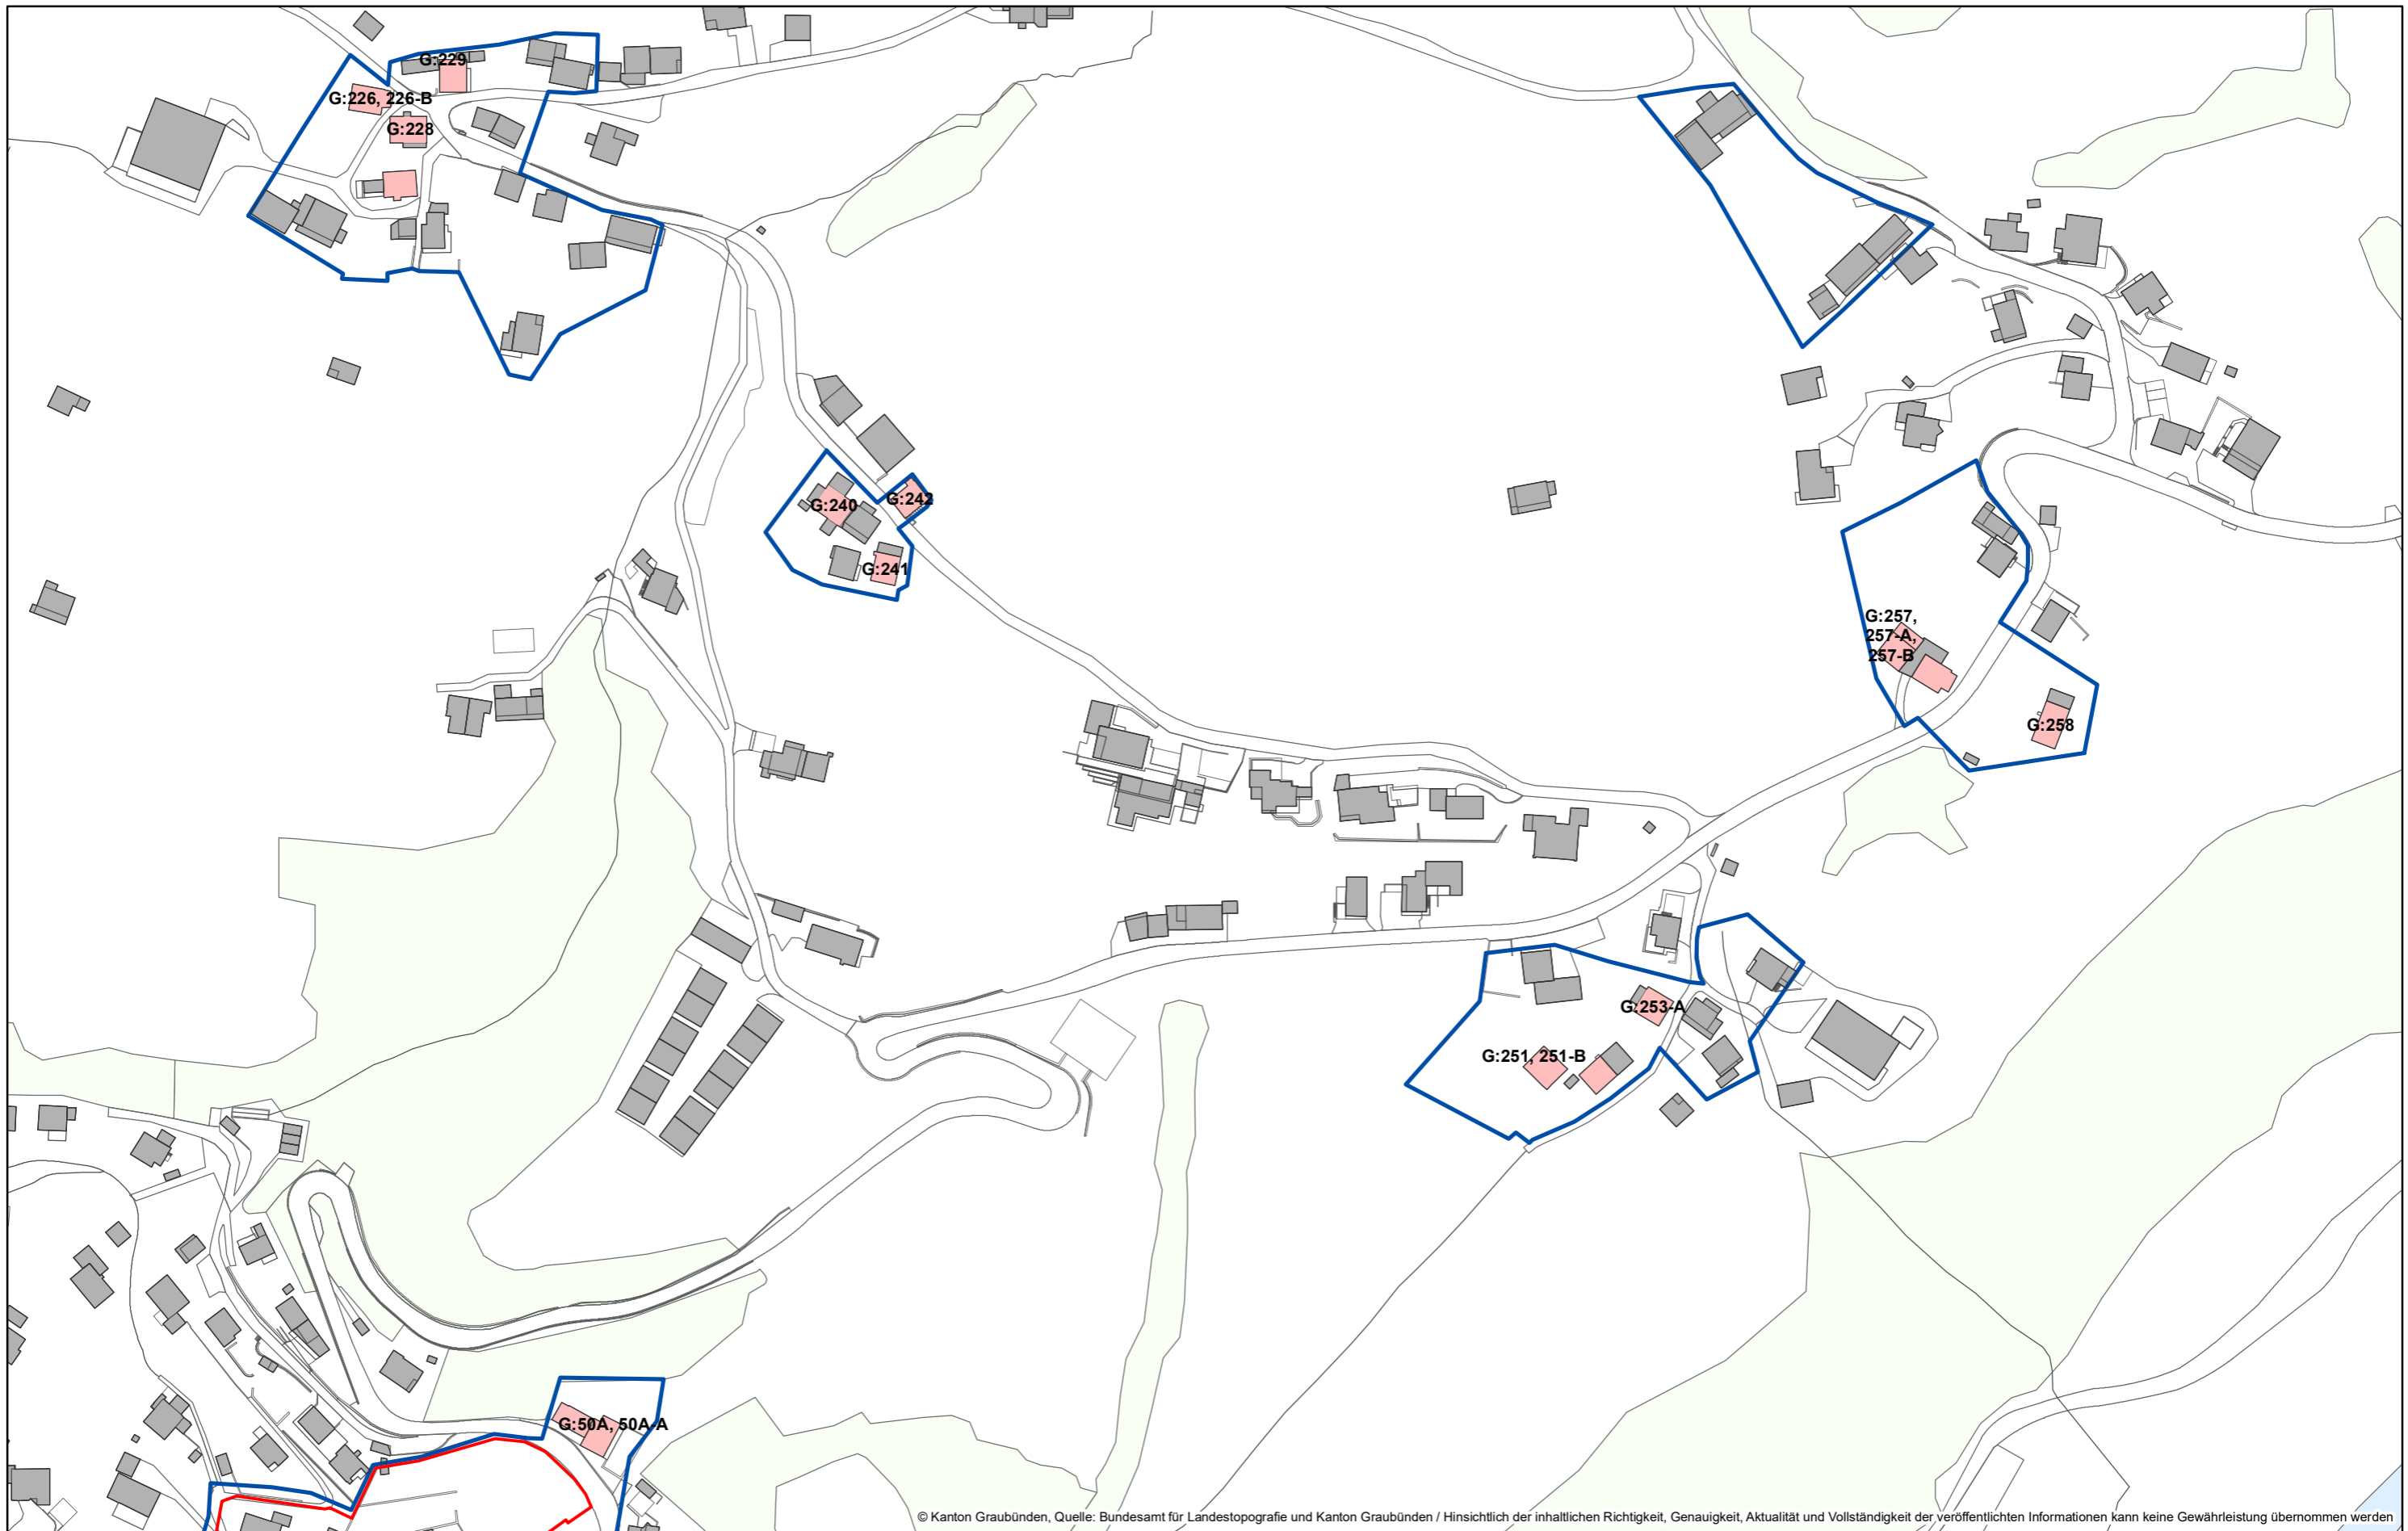 G:229
G:226, 226-B
G:228
G:240
G:242
G:241
G:257,
257-A,
257-B
G:258
G:253-A
G:251, 251-B
G:50A, 50A-A
© Kanton Graubünden, Quelle: Bundesamt für Landestopografie und Kanton Graubünden / Hinsichtlich der inhaltlichen Richtigkeit, Genauigkeit, Aktualität und Vollständigkeit der veröffentlichten Informationen kann keine Gewährleistung übernommen werden